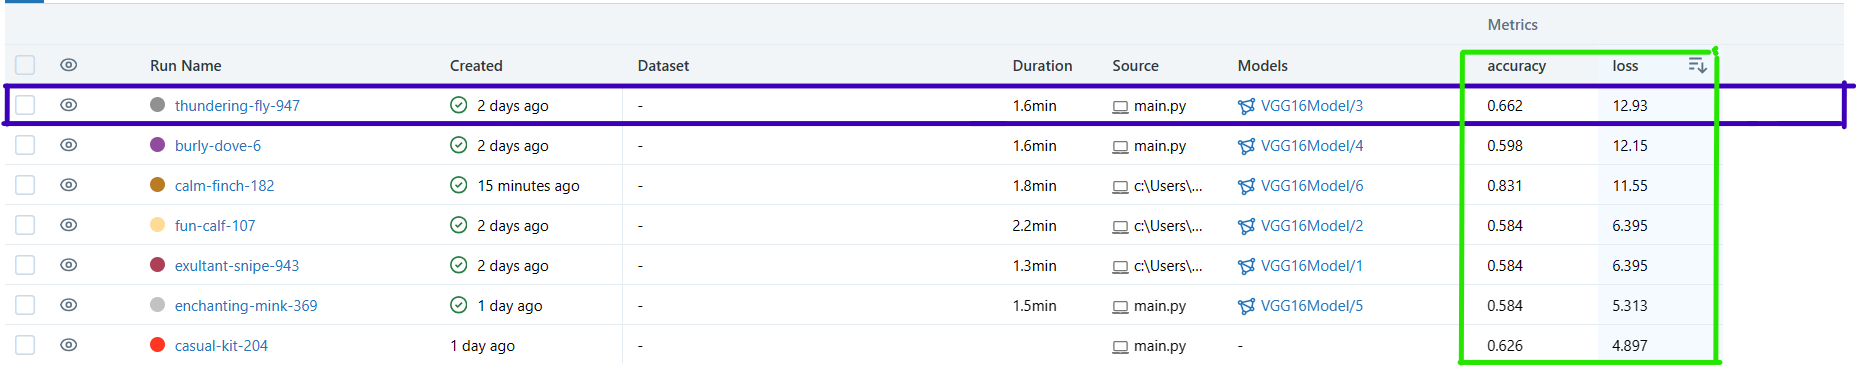 Metrics
Run Name Created Dataset Duration Source Models accuracy loss
thundering-fly-947 2 days ago - 1.6min main.py VGG16Model/3 0.662 12.93
burly-dove-6 2 days ago - 1.6min main.py VGG16Model/4 0.598 12.15
calm-finch-182 15 minutes ago - 1.8min c:\Users\... VGG16Model/6 0.831 11.55
fun-calf-107 2 days ago - 2.2min c:\Users\... VGG16Model/2 0.584 6.395
exultant-snipe-943 2 days ago - 1.3min c:\Users\... VGG16Model/1 0.584 6.395
enchanting-mink-369 1 day ago - 1.5min main.py VGG16Model/5 0.584 5.313
casual-kit-204 1 day ago - main.py - 0.626 4.897